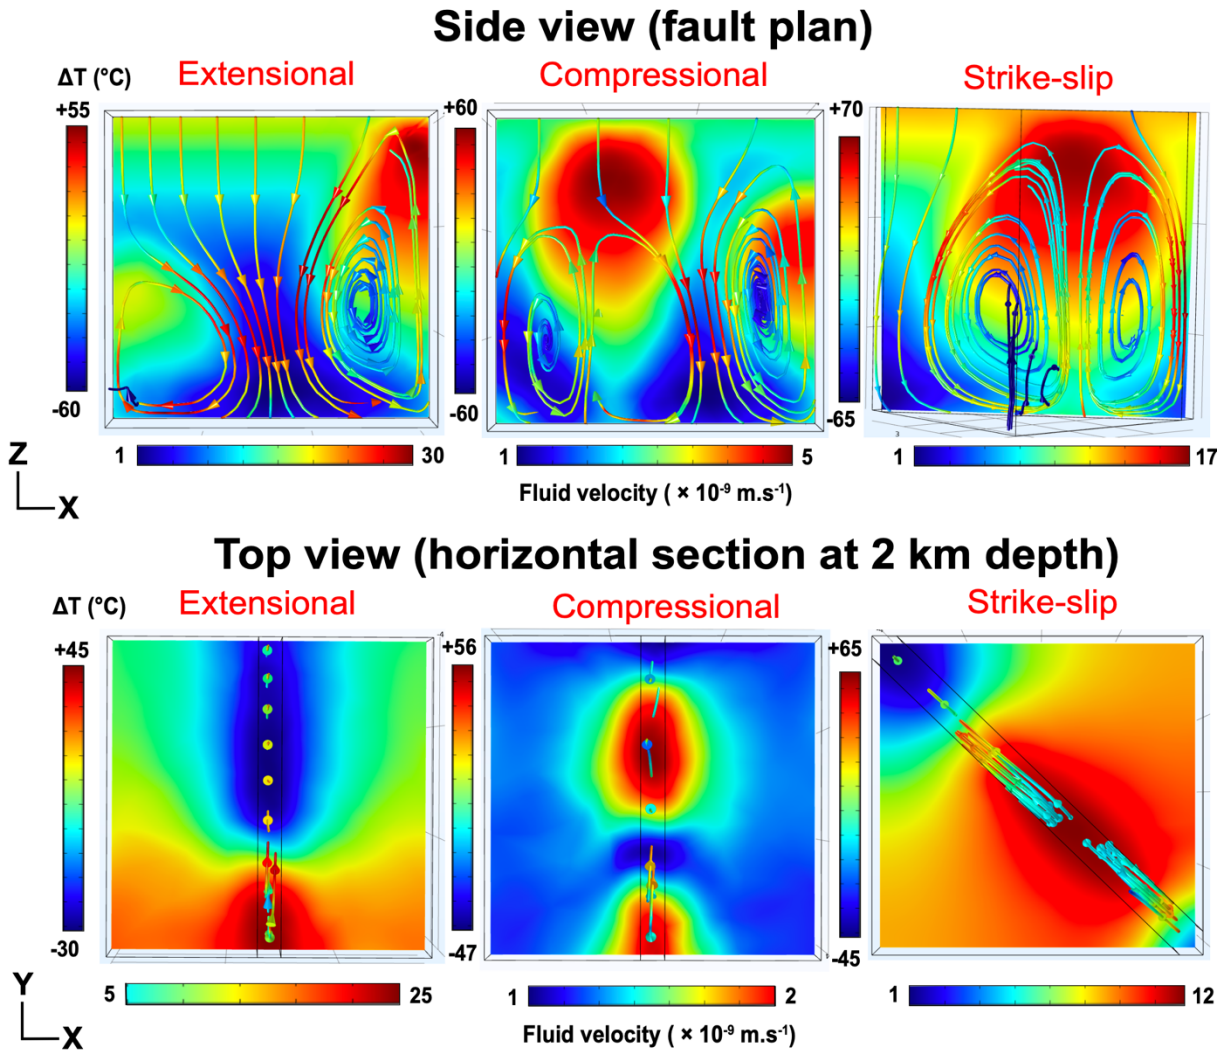 Side view (fault plan)
ΔT (°C)
Extensional
Compressional
Strike-slip
+55
-60
+60
-60
+70
-65
1
30
1
5
1
17
Fluid velocity ( × 10⁻⁹ m.s⁻¹)
Z
X
Top view (horizontal section at 2 km depth)
ΔT (°C)
Extensional
Compressional
Strike-slip
+45
-30
+56
-47
+65
-45
5
25
1
2
1
12
Fluid velocity ( × 10⁻⁹ m.s⁻¹)
Y
X